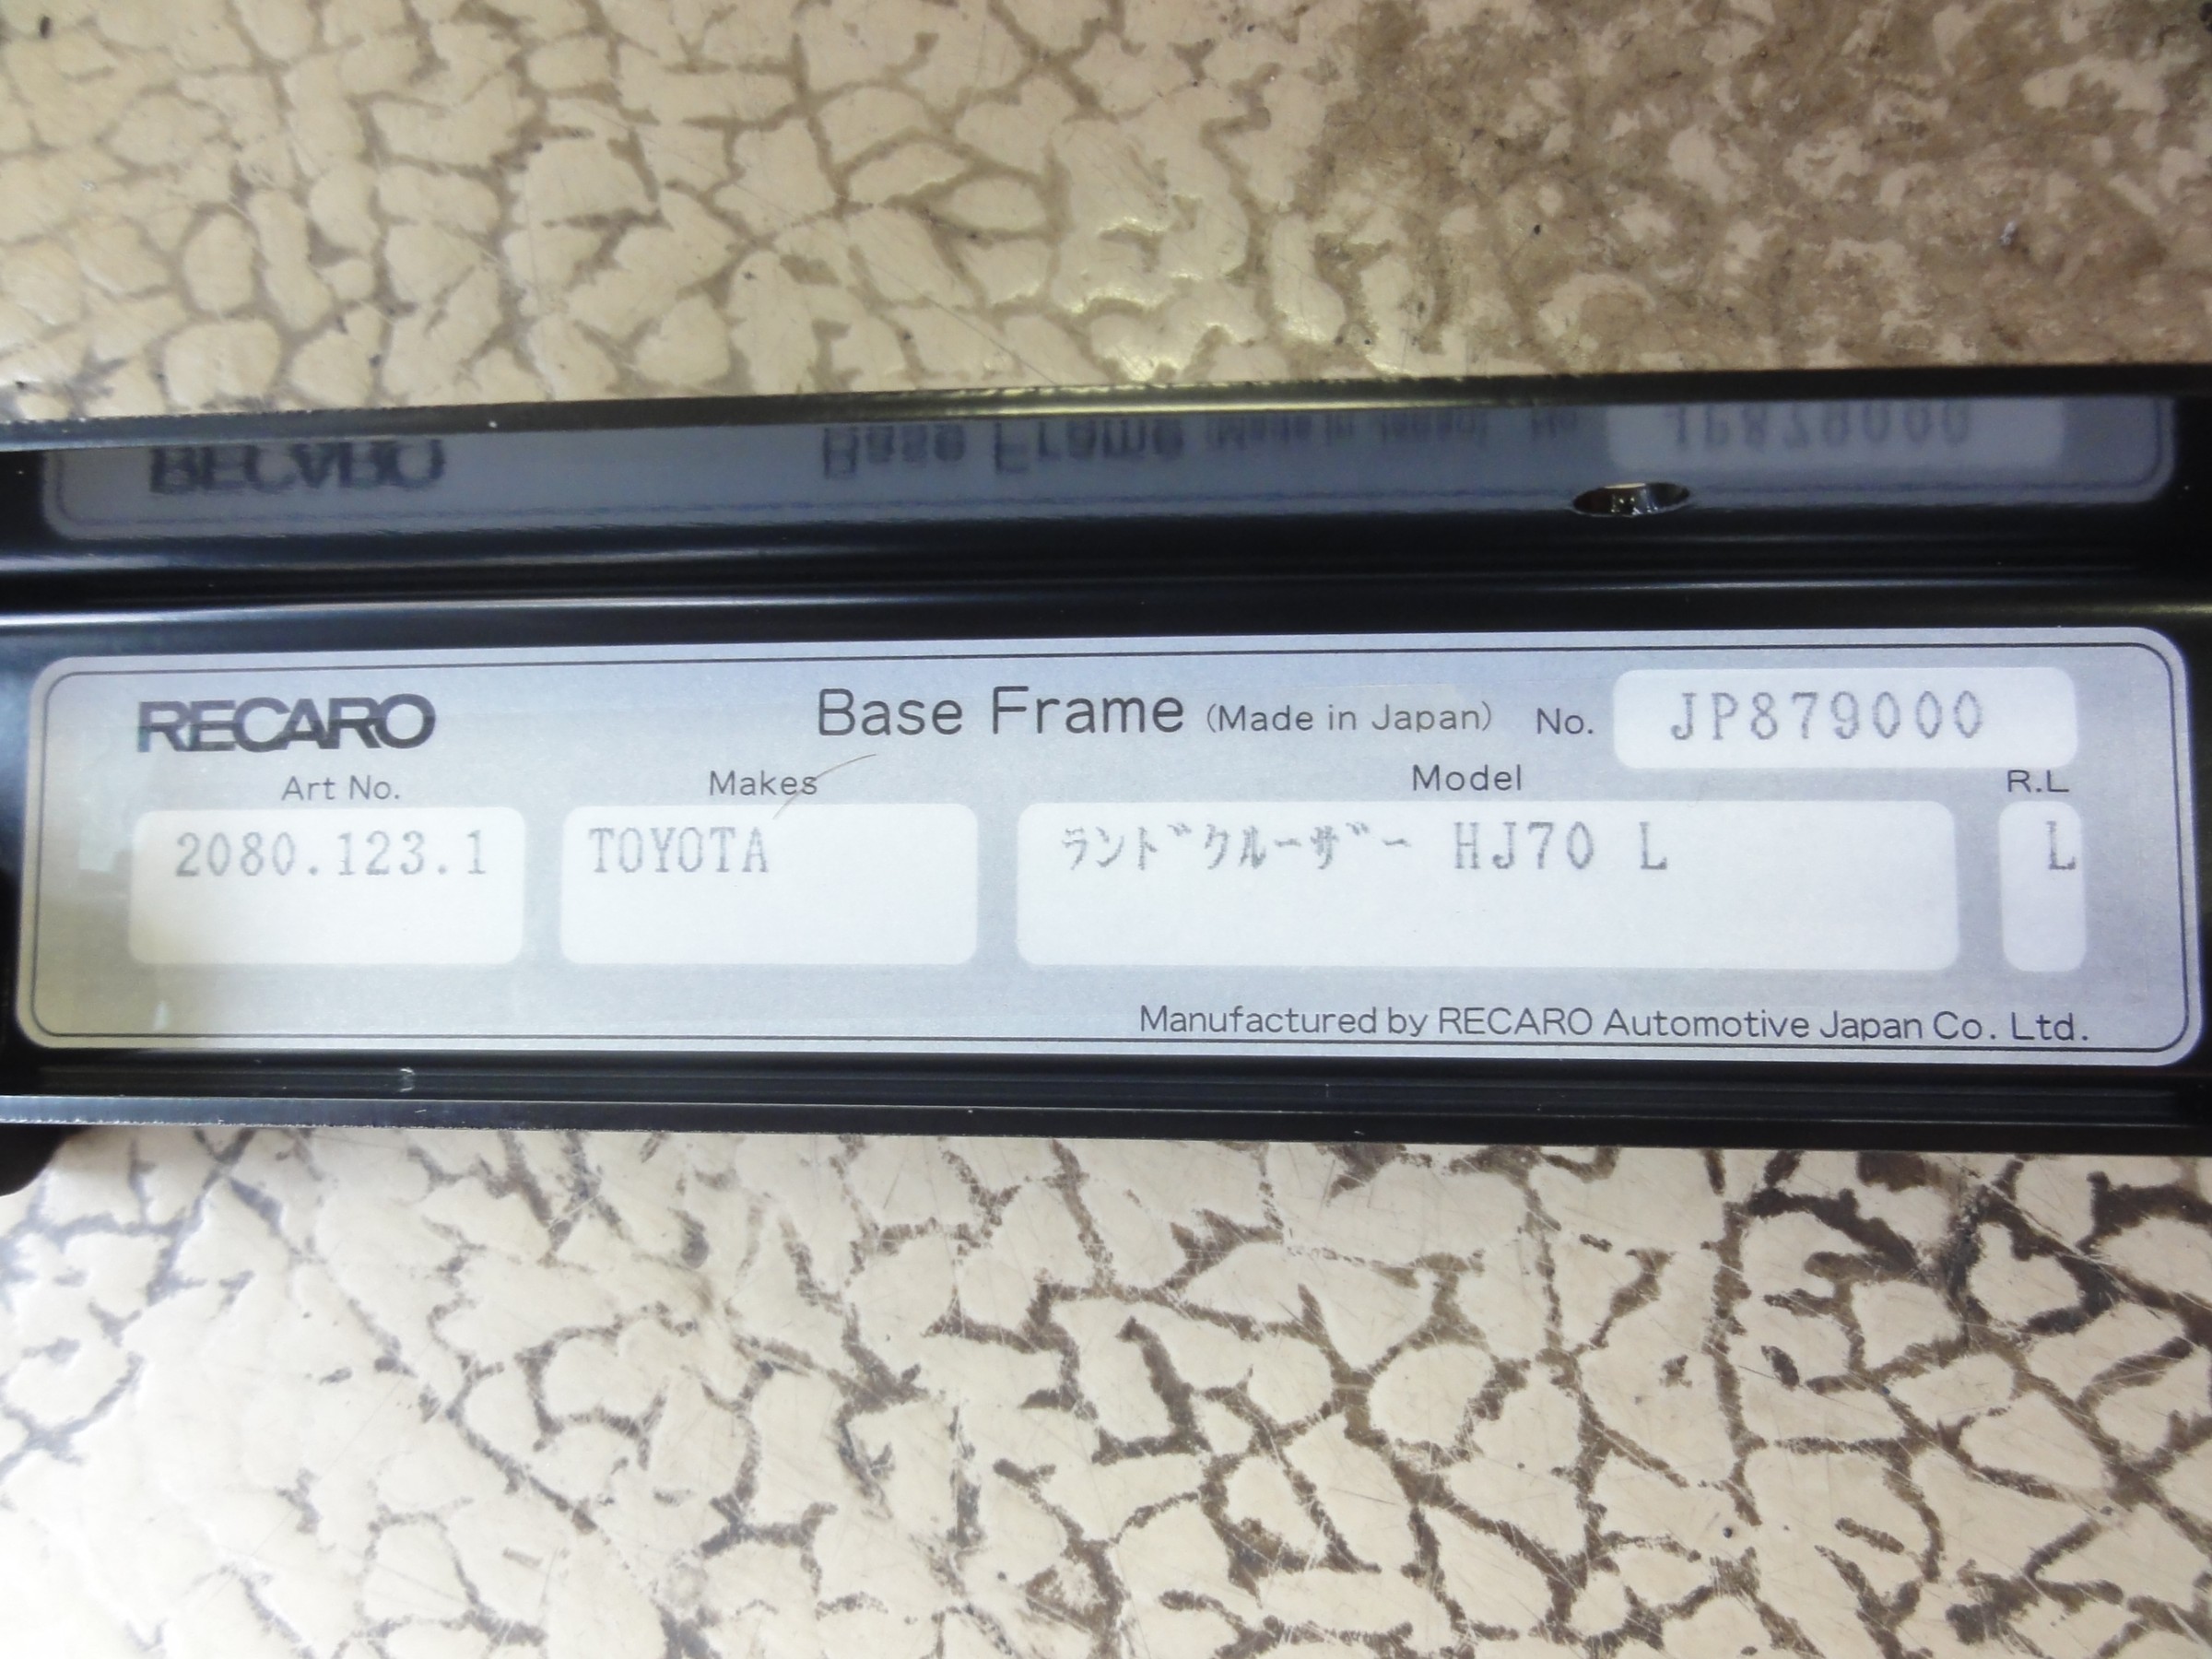 RECARO Base Frame (Made in Japan) No. JP879000
Art No. Makes Model R.L
2080.123.1 TOYOTA ﾗﾝﾄﾞｸﾙｰｻﾞｰ HJ70 L L
Manufactured by RECARO Automotive Japan Co. Ltd.